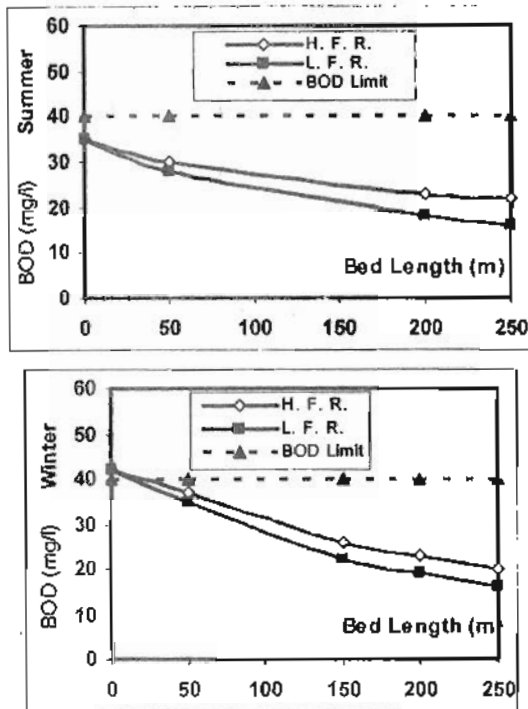 60
50
40
30
20
10
0
Summer
BOD (mg/l)
H. F. R.
L. F. R.
BOD Limit
Bed Length (m)
0 50 100 150 200 250
60
50
40
30
20
10
0
Winter
BOD (mg/l)
H. F. R.
L. F. R.
BOD Limit
Bed Length (m
0 50 100 150 200 250